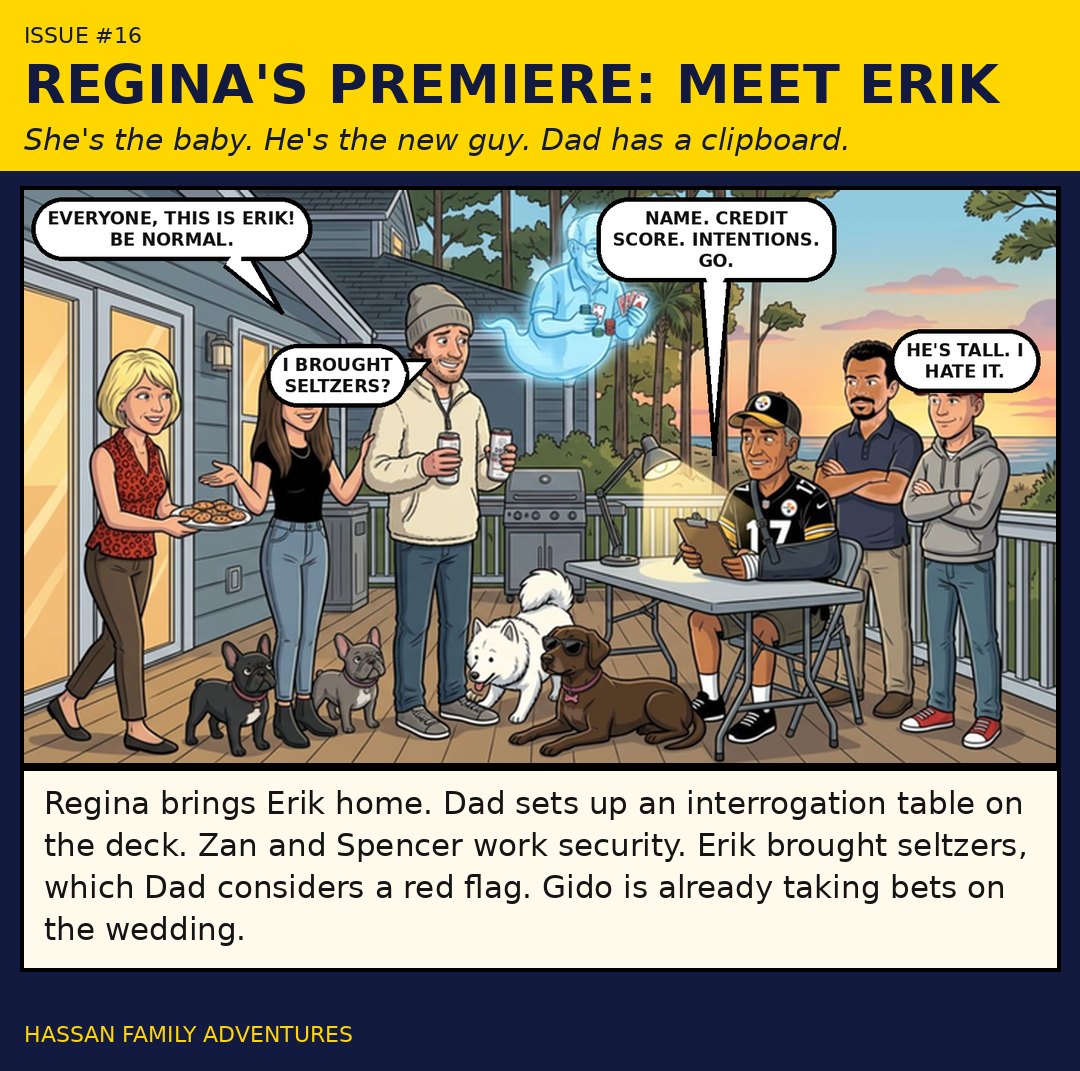 ISSUE #16
REGINA'S PREMIERE: MEET ERIK
She's the baby. He's the new guy. Dad has a clipboard.
EVERYONE, THIS IS ERIK!
BE NORMAL.
NAME. CREDIT
SCORE. INTENTIONS.
GO.
I BROUGHT
SELTZERS?
HE'S TALL. I
HATE IT.
17
17
Regina brings Erik home. Dad sets up an interrogation table on
the deck. Zan and Spencer work security. Erik brought seltzers,
which Dad considers a red flag. Gido is already taking bets on
the wedding.
HASSAN FAMILY ADVENTURES